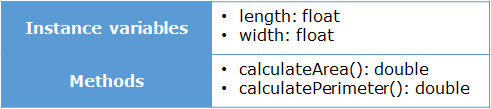 Instance variables
• length: float
• width: float
Methods
• calculateArea(): double
• calculatePerimeter(): double